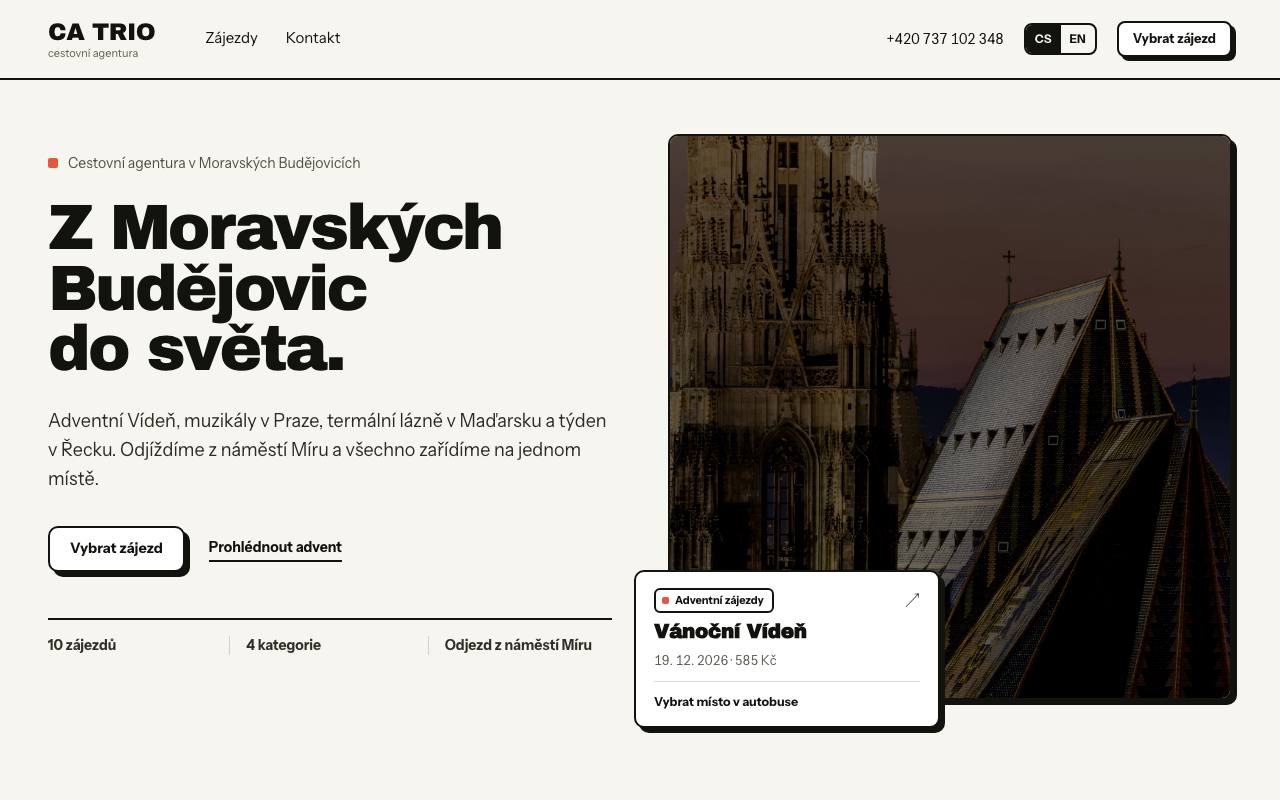 CA TRIO
cestovní agentura
Zájezdy
Kontakt
+420 737 102 348
CS
EN
Vybrat zájezd
Cestovní agentura v Moravských Budějovicích
Z Moravských
Budějovic
do světa.
Adventní Vídeň, muzikály v Praze, termální lázně v Maďarsku a týden
v Řecku. Odjíždíme z náměstí Míru a všechno zařídíme na jednom
místě.
Vybrat zájezd
Prohlédnout advent
10 zájezdů
4 kategorie
Odjezd z náměstí Míru
Adventní zájezdy
Vánoční Vídeň
19. 12. 2026 · 585 Kč
Vybrat místo v autobuse